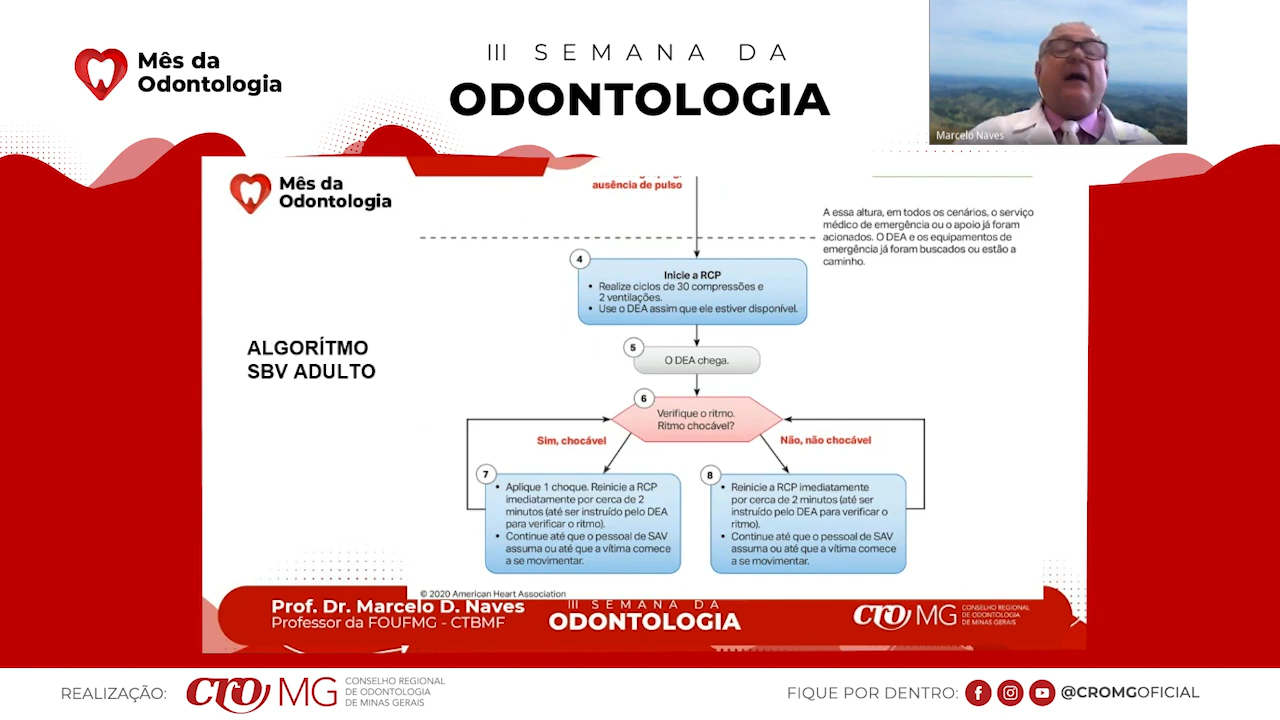 Mês da
Odontologia
III SEMANA DA
ODONTOLOGIA
Marcelo Naves
Mês da
Odontologia
ausência de pulso
A essa altura, em todos os cenários, o serviço
médico de emergência ou o apoio já foram
acionados. O DEA e os equipamentos de
emergência já foram buscados ou estão a
caminho.
4
Inicie a RCP
• Realize ciclos de 30 compressões e
2 ventilações.
• Use o DEA assim que ele estiver disponível.
5
O DEA chega.
ALGORÍTMO
SBV ADULTO
6
Verifique o ritmo.
Ritmo chocável?
Sim, chocável
Não, não chocável
7
• Aplique 1 choque. Reinicie a RCP
imediatamente por cerca de 2
minutos (até ser instruído pelo DEA
para verificar o ritmo).
• Continue até que o pessoal de SAV
assuma ou até que a vítima comece
a se movimentar.
8
• Reinicie a RCP imediatamente
por cerca de 2 minutos (até ser
instruído pelo DEA para verificar o
ritmo).
• Continue até que o pessoal de SAV
assuma ou até que a vítima comece
a se movimentar.
© 2020 American Heart Association
Prof. Dr. Marcelo D. Naves
Professor da FOUFMG - CTBMF
III SEMANA DA
ODONTOLOGIA
CRO MG
CONSELHO REGIONAL
DE ODONTOLOGIA
DE MINAS GERAIS
REALIZAÇÃO:
CRO MG
CONSELHO REGIONAL
DE ODONTOLOGIA
DE MINAS GERAIS
FIQUE POR DENTRO:
@CROMGOFICIAL